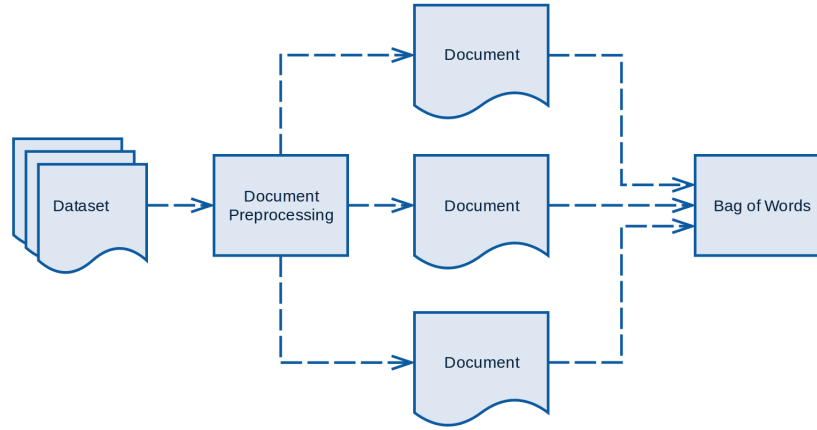 Document
Dataset
Document
Preprocessing
Document
Bag of Words
Document